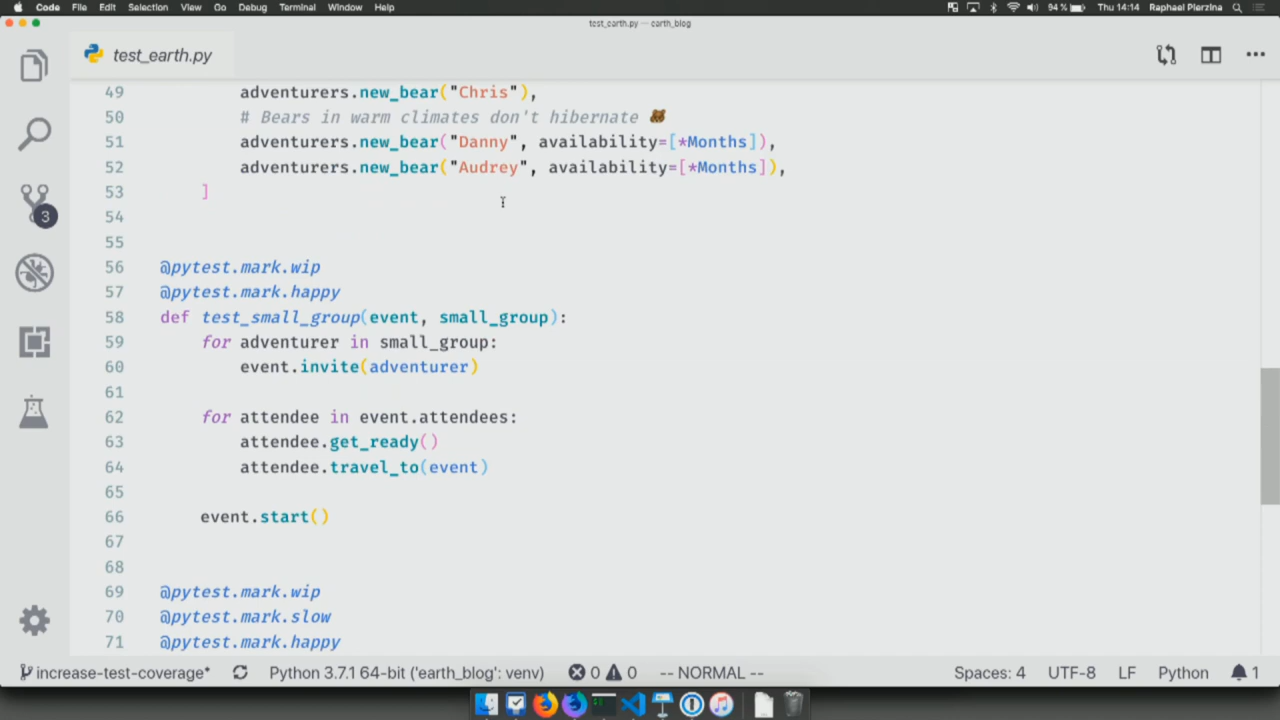 Code File Edit Selection View Go Debug Terminal Window Help 94% Thu 14:14 Raphael Pierzina
test_earth.py — earth_blog
test_earth.py
49 adventurers.new_bear("Chris"),
50 # Bears in warm climates don't hibernate 🐻
51 adventurers.new_bear("Danny", availability=[*Months]),
52 adventurers.new_bear("Audrey", availability=[*Months]),
53 ]
54
55
56 @pytest.mark.wip
57 @pytest.mark.happy
58 def test_small_group(event, small_group):
59 for adventurer in small_group:
60 event.invite(adventurer)
61
62 for attendee in event.attendees:
63 attendee.get_ready()
64 attendee.travel_to(event)
65
66 event.start()
67
68
69 @pytest.mark.wip
70 @pytest.mark.slow
71 @pytest.mark.happy
3
increase-test-coverage* Python 3.7.1 64-bit ('earth_blog': venv) 0 0 -- NORMAL -- Spaces: 4 UTF-8 LF Python 1